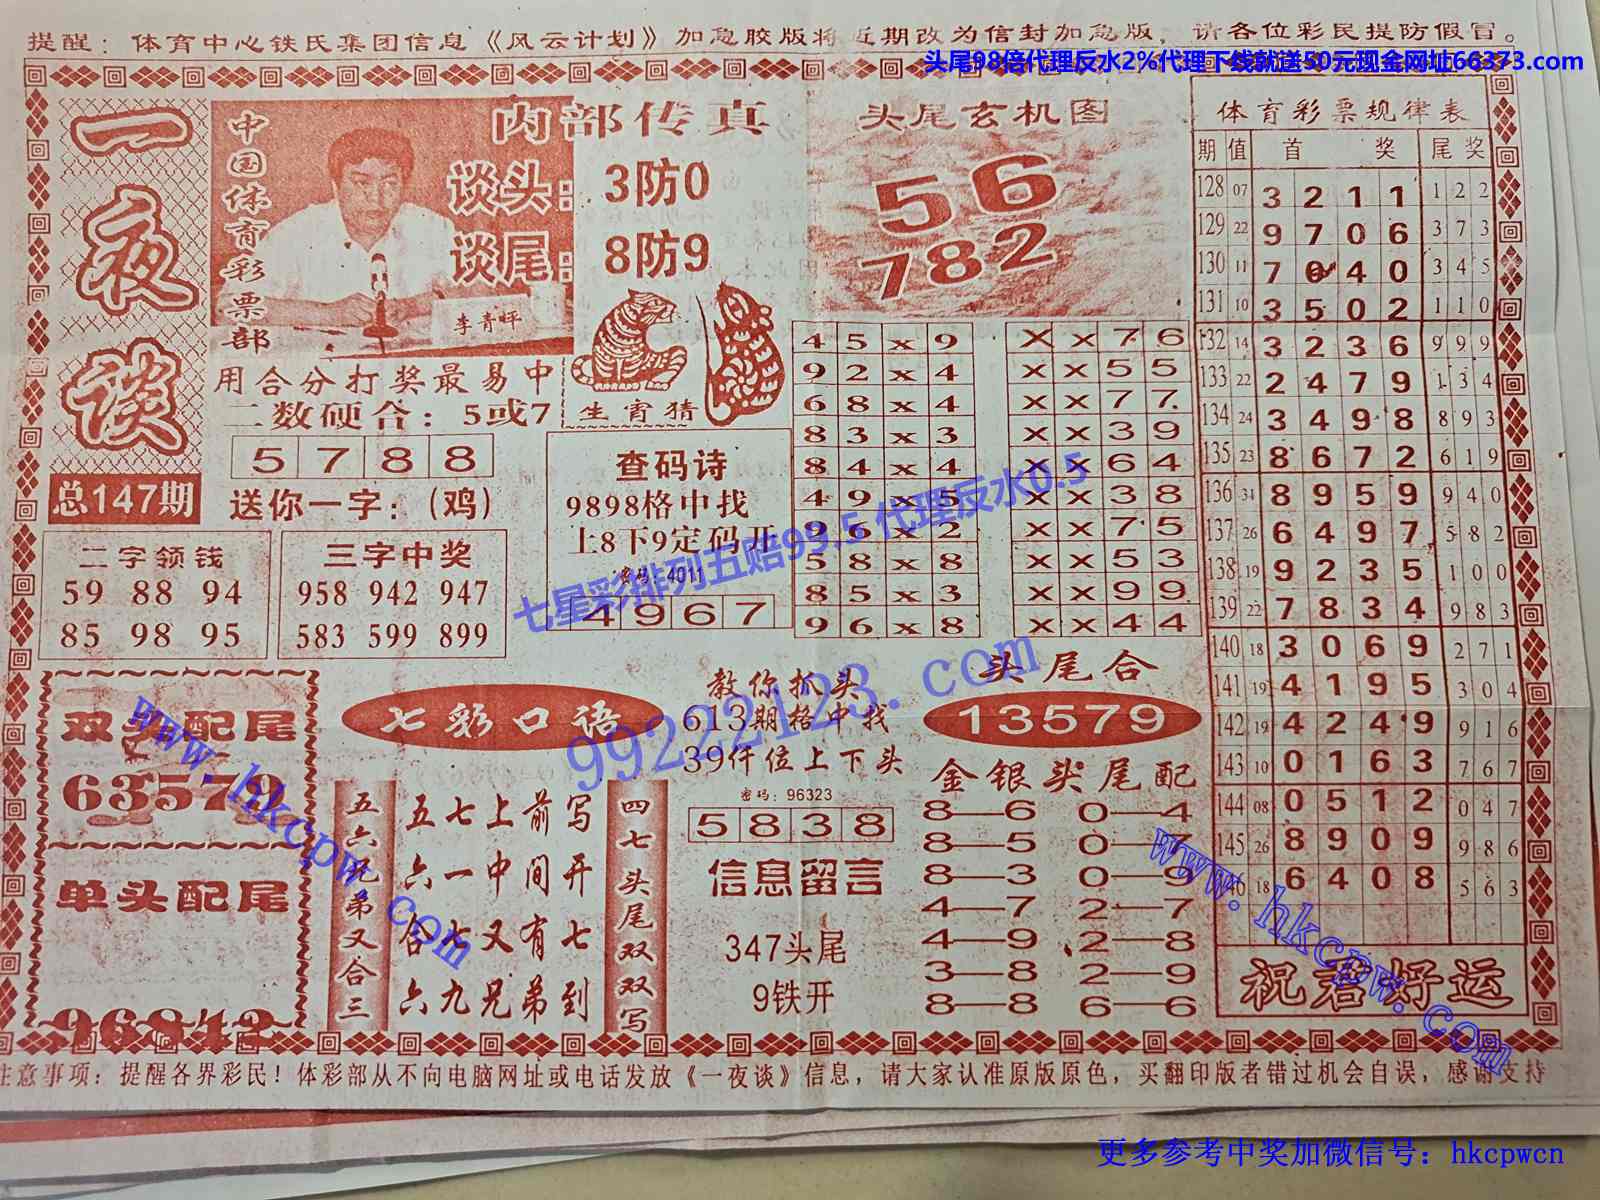 提醒：体育中心铁氏集团信息《风云计划》加急胶版将近期改为信封加急版，请各位彩民提防假冒。
头尾98倍代理反水2%代理下线就送50元现金网址66373.com
一夜谈
总147期
中国体育彩票部
内部传真
谈头：3防0
谈尾：8防9
李青畔
用合分打奖最易中
二数硬合：5或7
5788
送你一字：（鸡）
生宵猜
二字领钱
59 88 94
85 98 95
三字中奖
958 942 947
583 599 899
查码诗
9898格中找
上8下9定码开
密码：4011
4967
头尾玄机图
56
782
45x9 XX76
92x4 XX55
68x4 XX77
83x3 XX39
84x4 XX64
49x5 XX38
96x2 XX75
58x8 XX53
85x3 XX99
96x8 XX44
体育彩票规律表
期 值 首 奖 尾 奖
128 07 3211 122
129 22 9706 373
130 11 7040 345
131 10 3502 110
132 14 3236 999
133 22 2479 134
134 24 3498 893
135 23 8672 619
136 31 8959 940
137 26 6497 582
138 19 9235 100
139 22 7834 983
140 18 3069 271
141 19 4195 304
142 19 4249 916
143 10 0163 767
144 08 0512 047
145 26 8909 986
146 18 6408 563
祝君好运
双头配尾
63579
单头配尾
96842
七彩口语
五六兄弟又合三
五七上前写
六一中间开
合七又有七
六九兄弟到
四七头尾双双写
教你抓头
613期格中找
39仟位上下头
密码：96323
5838
信息留言
347头尾
9铁开
头尾合
13579
金银头尾配
8—6 0—4
8—5 0—7
8—3 0—9
4—7 2—7
4—9 2—8
3—8 2—9
8—8 6—6
七星彩排列五赔99.5 代理反水0.5
99222123.com
www.hkcpw.com
www.hkcpw.com
注意事项：提醒各界彩民！体彩部从不向电脑网址或电话发放《一夜谈》信息，请大家认准原版原色，买翻印版者错过机会自误，感谢支持
更多参考中奖加微信号：hkcpwcn